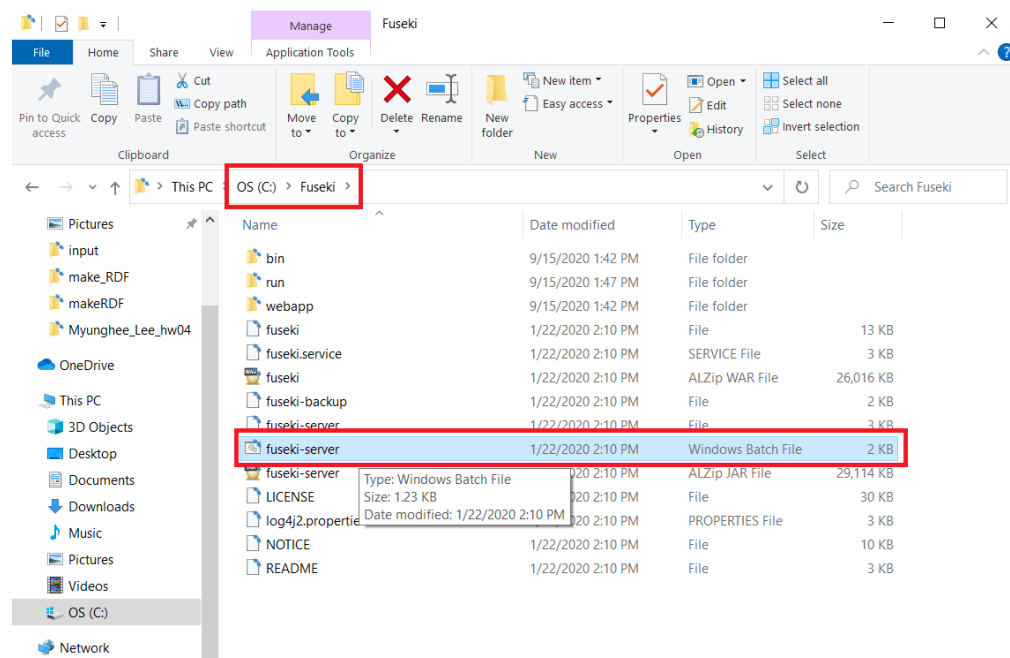 Manage Fuseki
File Home Share View Application Tools
Pin to Quick access
Copy
Paste
Cut
Copy path
Paste shortcut
Clipboard
Move to
Copy to
Delete
Rename
Organize
New folder
New item
Easy access
New
Properties
Open
Edit
History
Open
Select all
Select none
Invert selection
Select
This PC OS (C:) > Fuseki > Search Fuseki
Pictures
input
make_RDF
makeRDF
Myunghee_Lee_hw04
OneDrive
This PC
3D Objects
Desktop
Documents
Downloads
Music
Pictures
Videos
OS (C:)
Network
Name Date modified Type Size
bin 9/15/2020 1:42 PM File folder
run 9/15/2020 1:47 PM File folder
webapp 9/15/2020 1:42 PM File folder
fuseki 1/22/2020 2:10 PM File 13 KB
fuseki.service 1/22/2020 2:10 PM SERVICE File 3 KB
fuseki 1/22/2020 2:10 PM ALZip WAR File 26,016 KB
fuseki-backup 1/22/2020 2:10 PM File 2 KB
fuseki-server 1/22/2020 2:10 PM File 3 KB
fuseki-server 1/22/2020 2:10 PM Windows Batch File 2 KB
fuseki-server 020 2:10 PM ALZip JAR File 29,114 KB
LICENSE 020 2:10 PM File 30 KB
log4j2.propertie 020 2:10 PM PROPERTIES File 3 KB
NOTICE 1/22/2020 2:10 PM File 10 KB
README 1/22/2020 2:10 PM File 3 KB
Type: Windows Batch File
Size: 1.23 KB
Date modified: 1/22/2020 2:10 PM